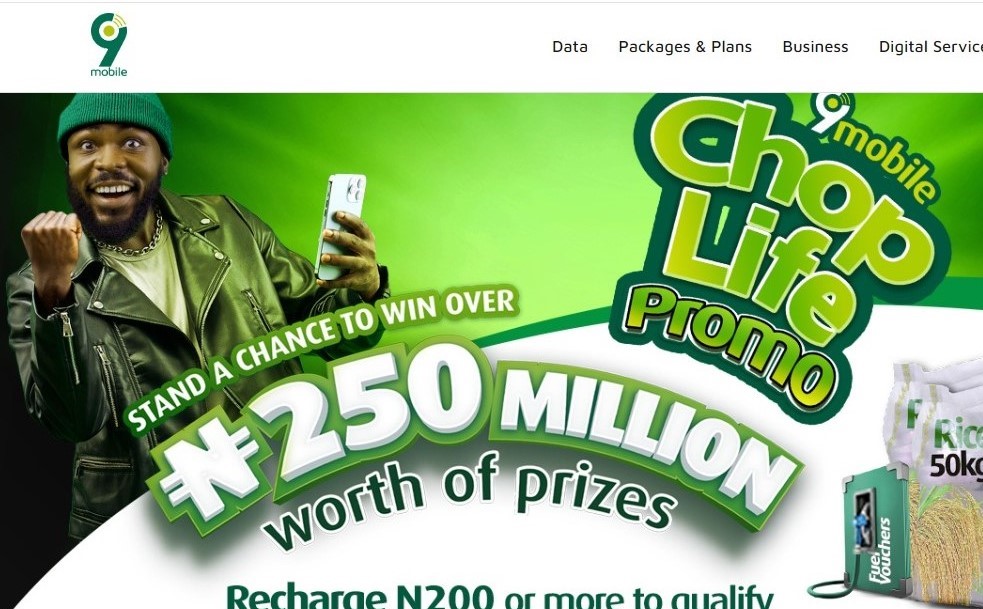 9
mobile
Data Packages & Plans Business Digital Service
9mobile
Chop
Life
Promo
STAND A CHANCE TO WIN OVER
₦250 MILLION
worth of prizes
Rice
50kg
Fuel
Vouchers
Recharge N200 or more to qualify